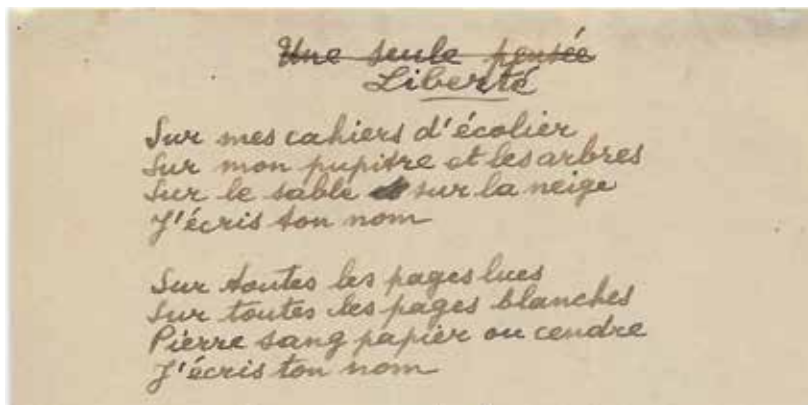 Une seule pensée
Liberté
Sur mes cahiers d'écolier
Sur mon pupitre et les arbres
Sur le sable sur la neige
J'écris ton nom
Sur toutes les pages lues
Sur toutes les pages blanches
Pierre sang papier ou cendre
J'écris ton nom